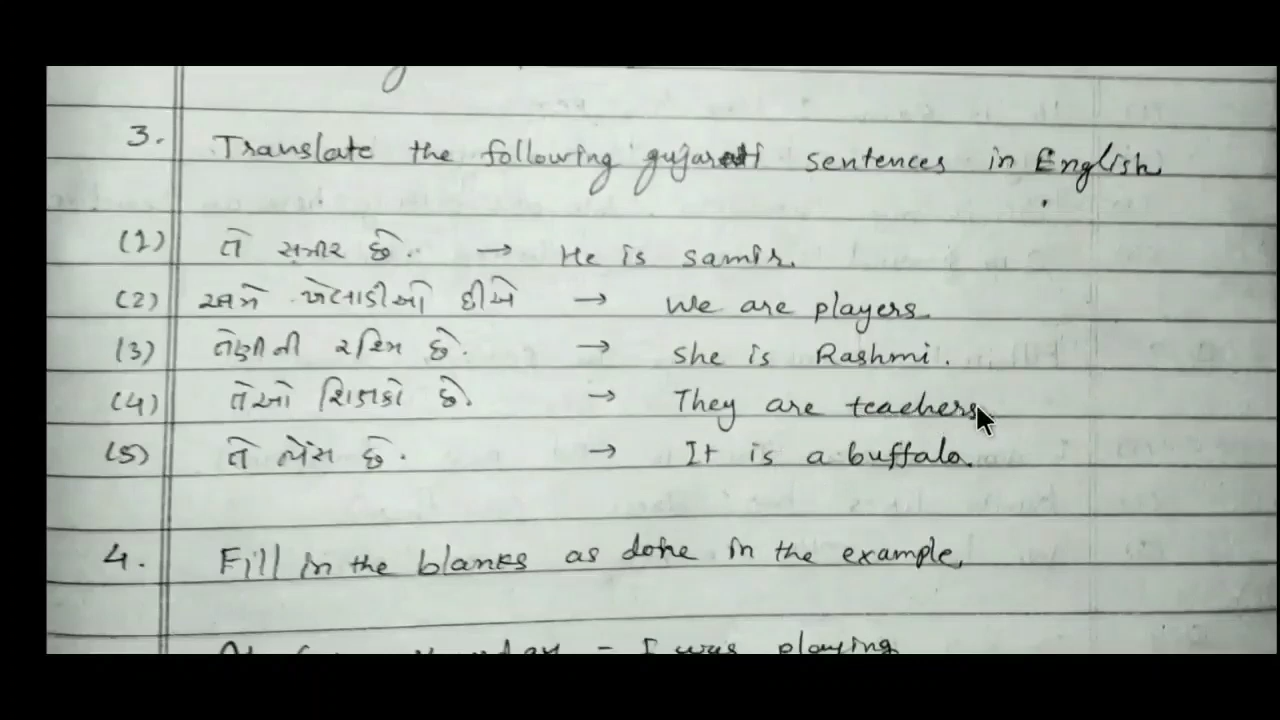 3. Translate the following gujarati sentences in English
(1) તે સમીર છે. → He is samir.
(2) અમે ખેલાડીઓ છીએ → We are players.
(3) તેણીની રશ્મિ છે. → she is Rashmi.
(4) તેઓ શિક્ષકો છે. → They are teachers
(5) તે ભેંસ છે. → It is a buffalo.
4. Fill in the blanks as done in the example.
- I was playing